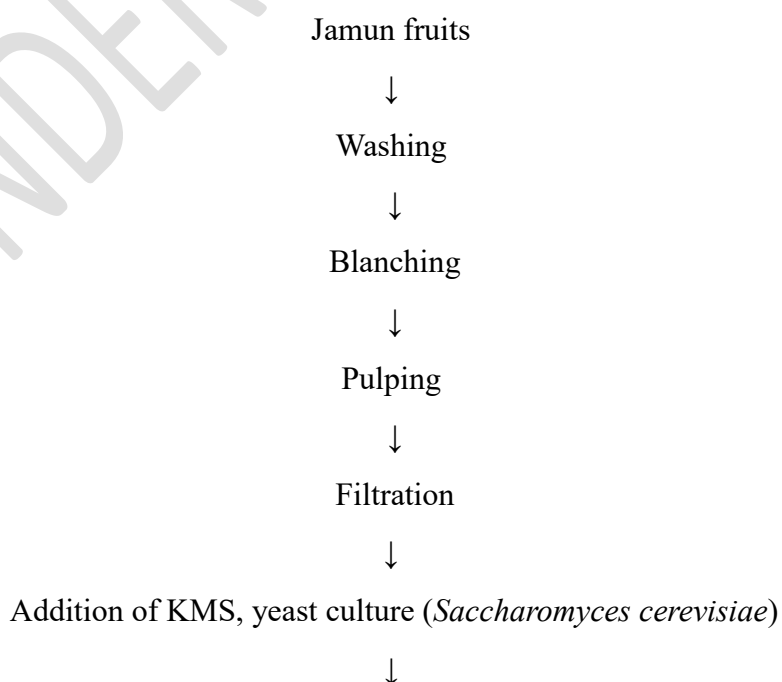 Jamun fruits
↓
Washing
↓
Blanching
↓
Pulping
↓
Filtration
↓
Addition of KMS, yeast culture (Saccharomyces cerevisiae)
↓